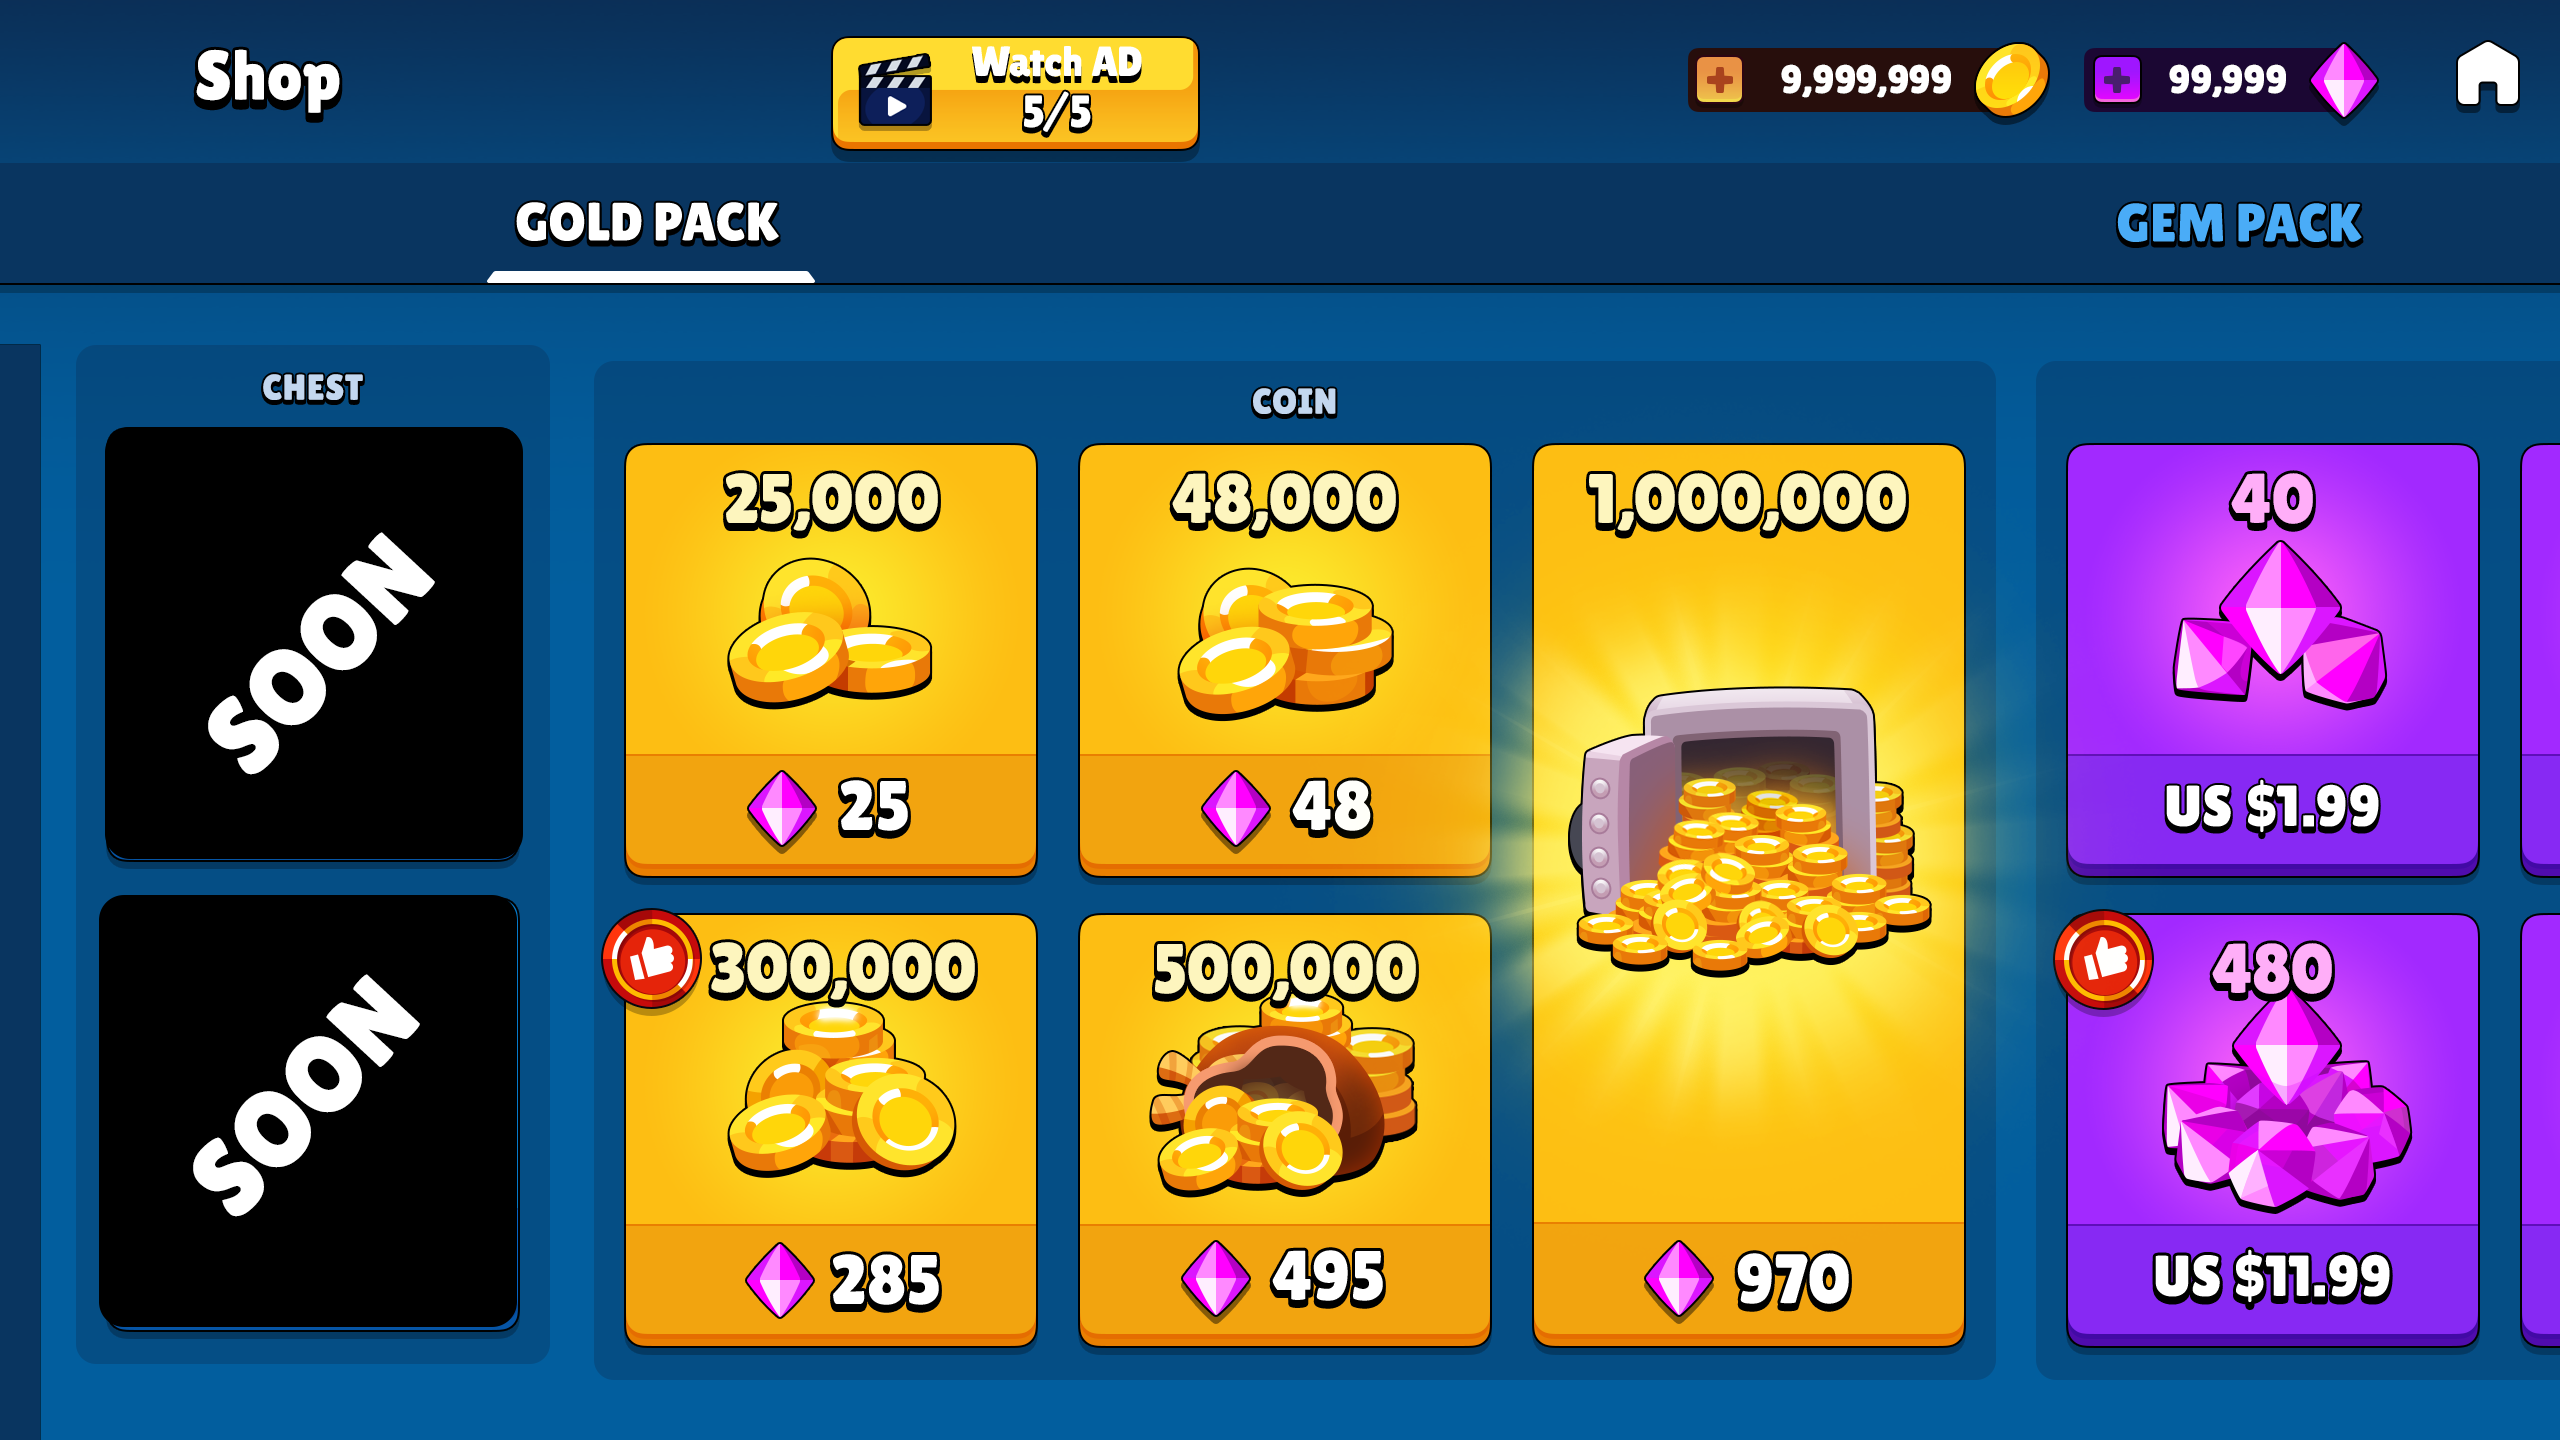 Shop
Watch AD
5/5
9,999,999
99,999
GOLD PACK
GEM PACK
CHEST
SOON
SOON
COIN
25,000
25
48,000
48
1,000,000
970
300,000
285
500,000
495
40
US $1.99
480
US $11.99